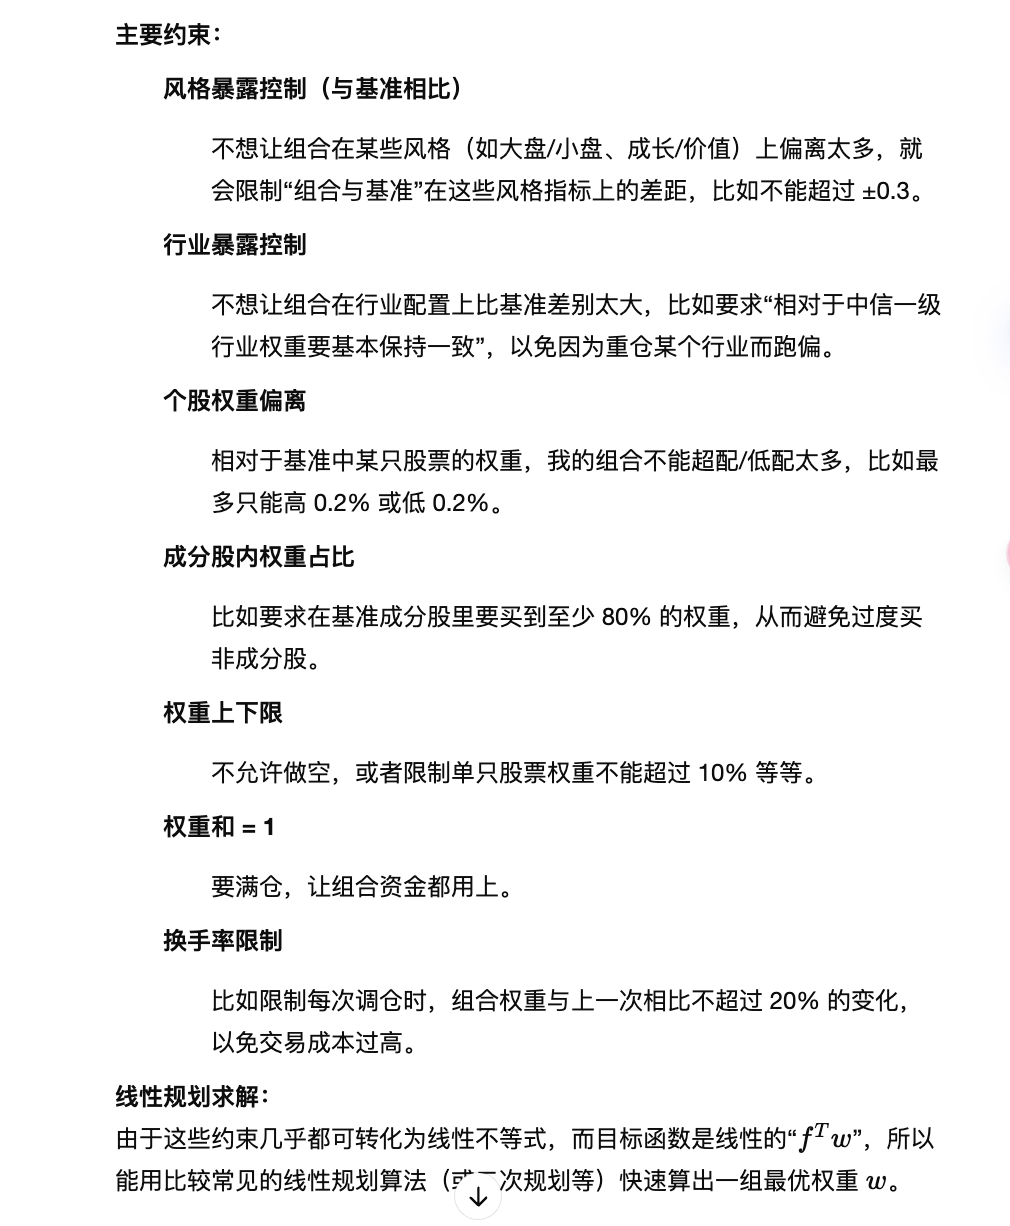 主要约束：
风格暴露控制（与基准相比）
不想让组合在某些风格（如大盘/小盘、成长/价值）上偏离太多，就
会限制“组合与基准”在这些风格指标上的差距，比如不能超过 ±0.3。
行业暴露控制
不想让组合在行业配置上比基准差别太大，比如要求“相对于中信一级
行业权重要基本保持一致”，以免因为重仓某个行业而跑偏。
个股权重偏离
相对于基准中某只股票的权重，我的组合不能超配/低配太多，比如最
多只能高 0.2% 或低 0.2%。
成分股内权重占比
比如要求在基准成分股里要买到至少 80% 的权重，从而避免过度买
非成分股。
权重上下限
不允许做空，或者限制单只股票权重不能超过 10% 等等。
权重和 = 1
要满仓，让组合资金都用上。
换手率限制
比如限制每次调仓时，组合权重与上一次相比不超过 20% 的变化，
以免交易成本过高。
线性规划求解：
由于这些约束几乎都可转化为线性不等式，而目标函数是线性的“f^T w”，所以
能用比较常见的线性规划算法（或次规划等）快速算出一组最优权重 w。